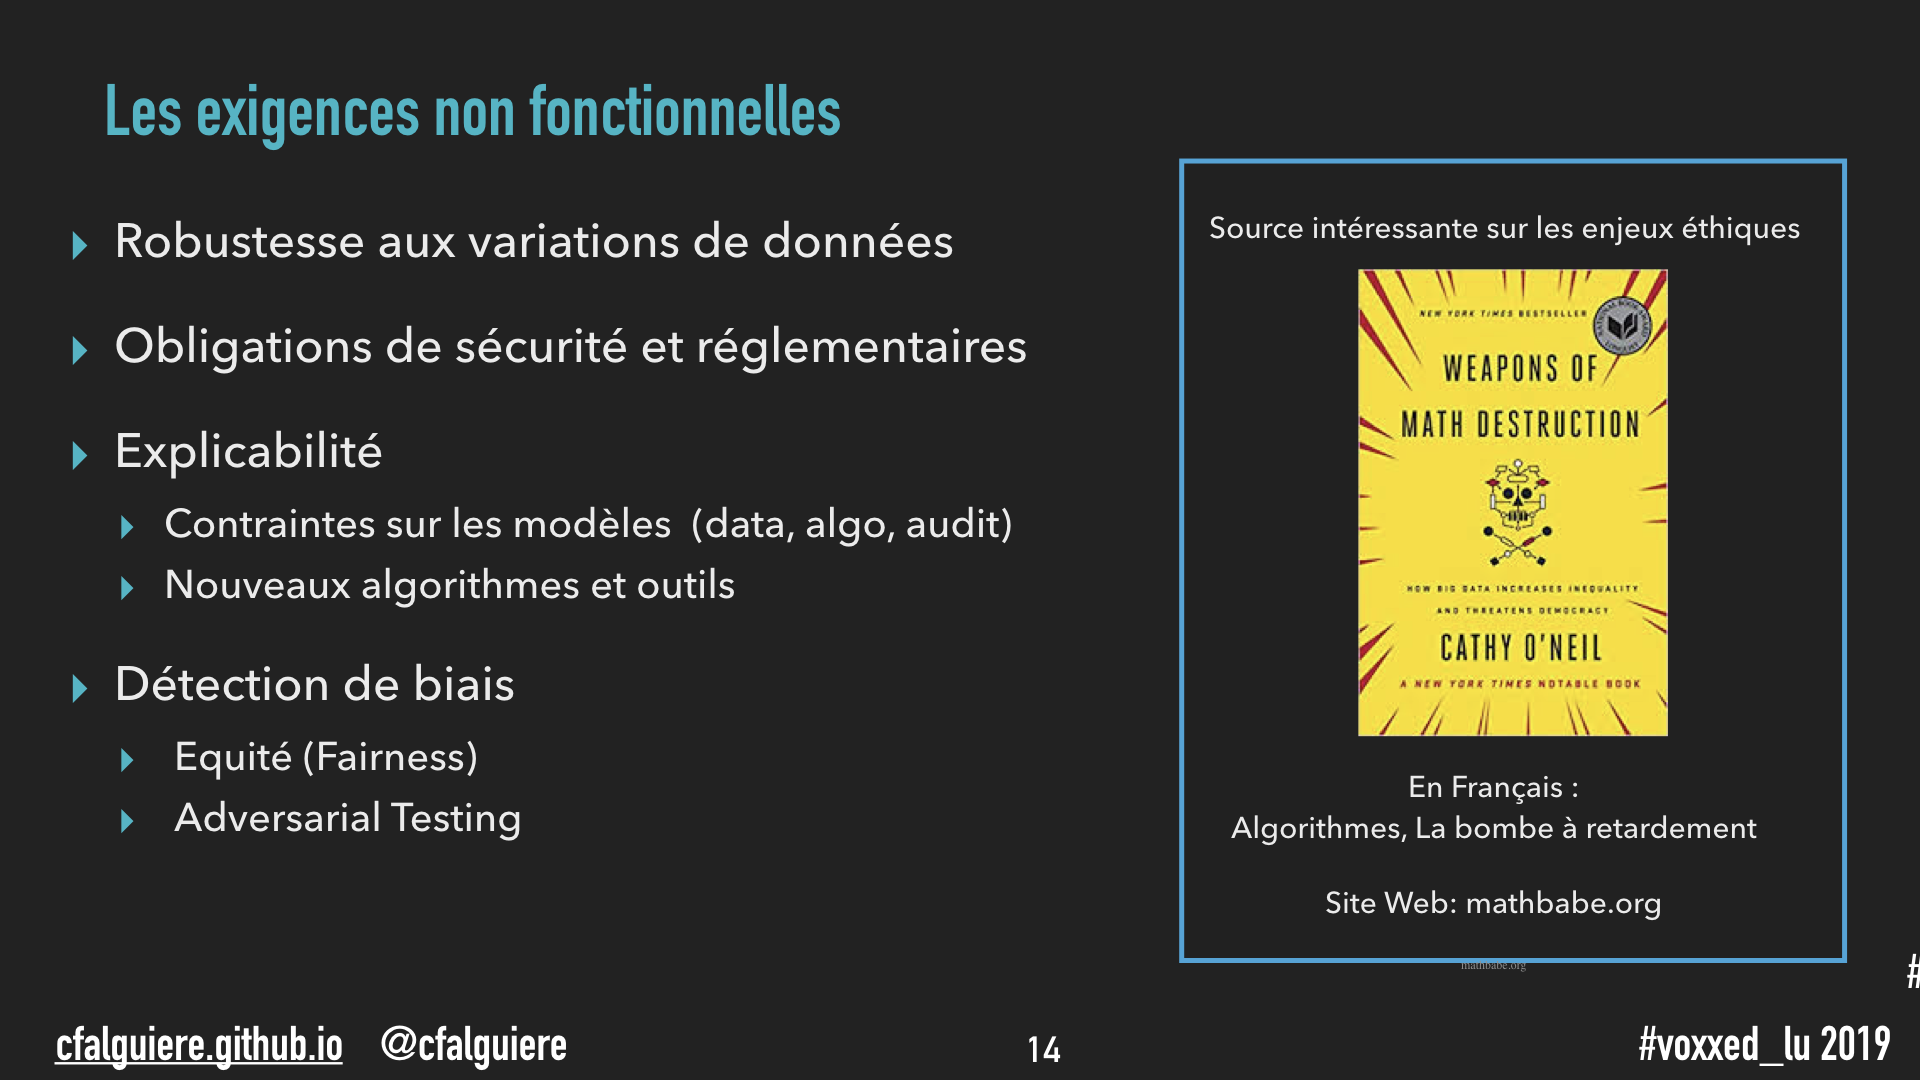 Les exigences non fonctionnelles
Robustesse aux variations de données
Obligations de sécurité et réglementaires
Explicabilité
Contraintes sur les modèles (data, algo, audit)
Nouveaux algorithmes et outils
Détection de biais
Equité (Fairness)
Adversarial Testing
Source intéressante sur les enjeux éthiques
NEW YORK TIMES BESTSELLER
NATIONAL BOOK AWARD
LONGLIST
WEAPONS OF
MATH DESTRUCTION
HOW BIG DATA INCREASES INEQUALITY
AND THREATENS DEMOCRACY
CATHY O'NEIL
A NEW YORK TIMES NOTABLE BOOK
En Français :
Algorithmes, La bombe à retardement
Site Web: mathbabe.org
mathbabe.org
#
cfalguiere.github.io @cfalguiere
14
#voxxed_lu 2019